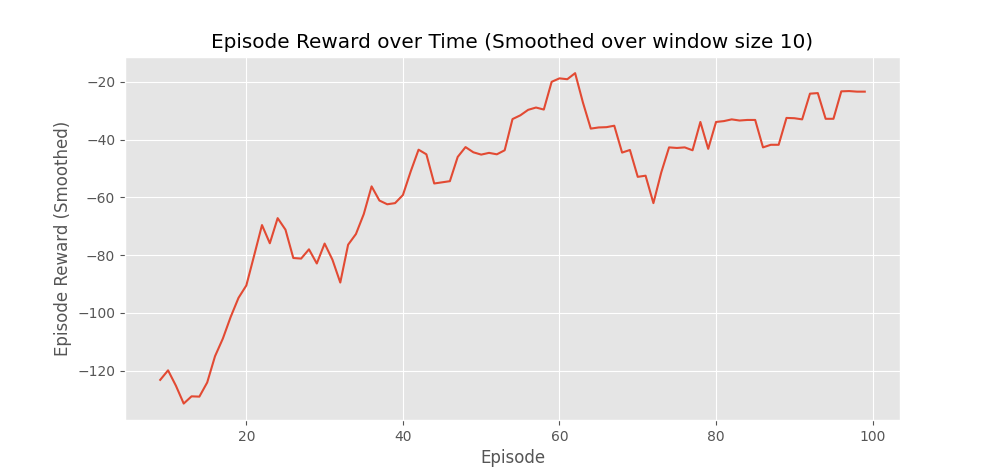 Episode Reward over Time (Smoothed over window size 10)
Episode Reward (Smoothed)
−20
−40
−60
−80
−100
−120
20 40 60 80 100
Episode